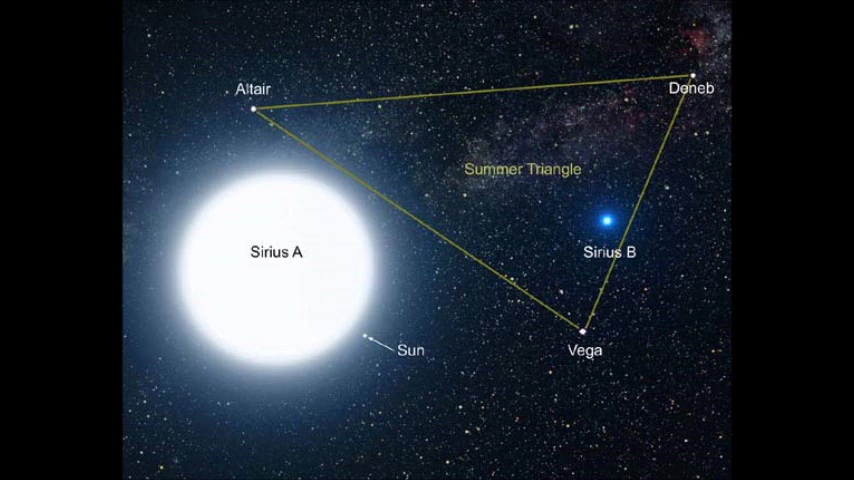 Altair
Deneb
Summer Triangle
Sirius A
Sirius B
Sun
Vega